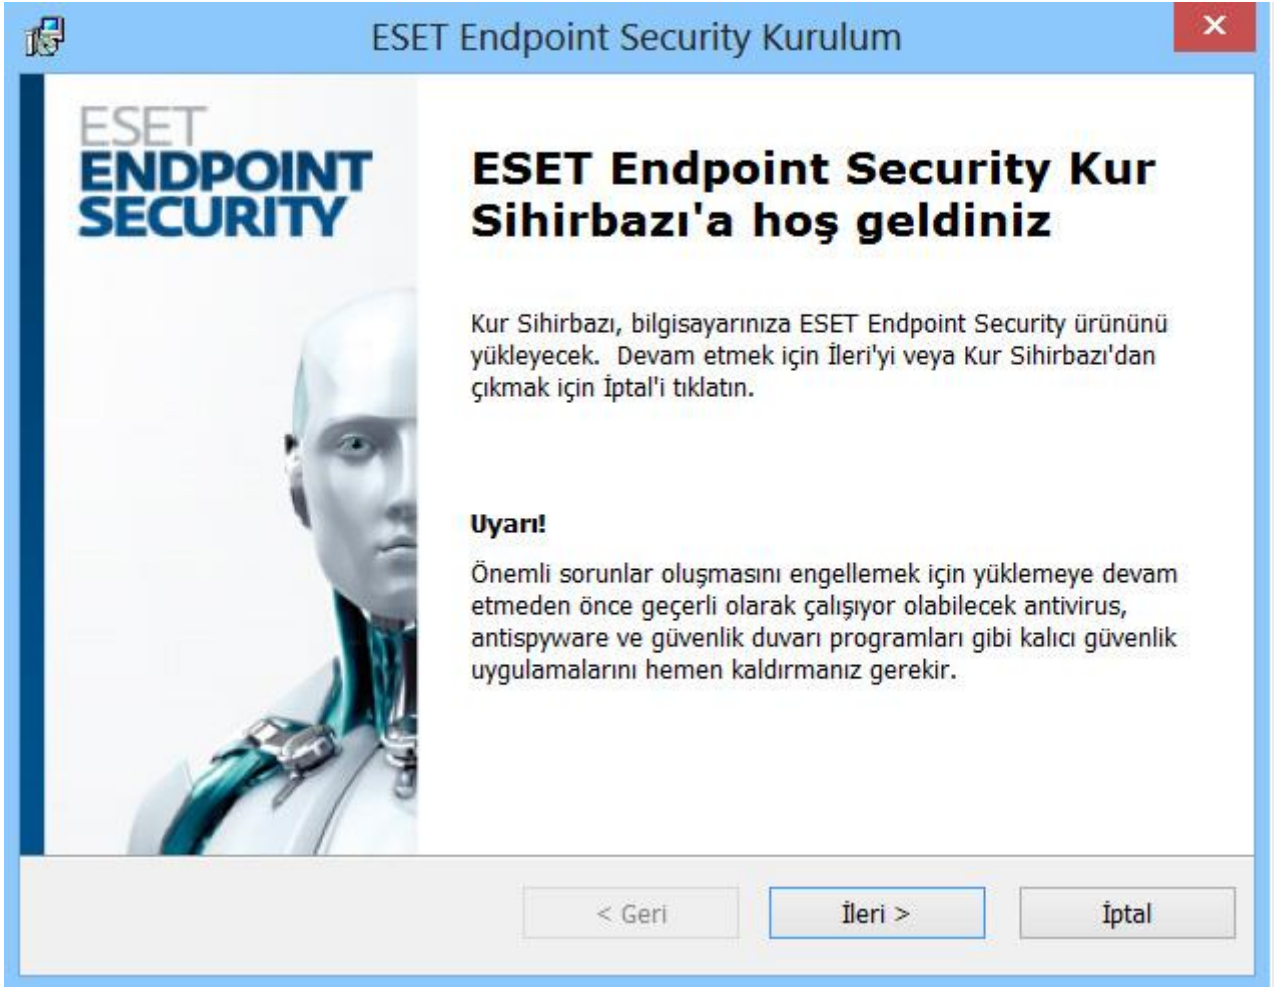 ESET Endpoint Security Kurulum
ESET
ENDPOINT
SECURITY
ESET Endpoint Security Kur
Sihirbazı'a hoş geldiniz
Kur Sihirbazı, bilgisayarınıza ESET Endpoint Security ürününü
yükleyecek.  Devam etmek için İleri'yi veya Kur Sihirbazı'dan
çıkmak için İptal'i tıklatın.
Uyarı!
Önemli sorunlar oluşmasını engellemek için yüklemeye devam
etmeden önce geçerli olarak çalışıyor olabilecek antivirus,
antispyware ve güvenlik duvarı programları gibi kalıcı güvenlik
uygulamalarını hemen kaldırmanız gerekir.
< Geri
İleri >
İptal